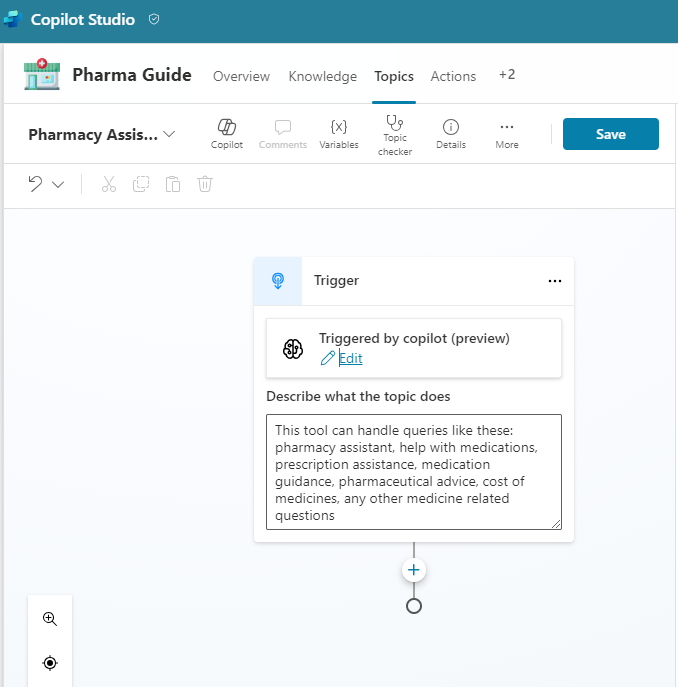 Copilot Studio
Pharma Guide
Overview
Knowledge
Topics
Actions
+2
Pharmacy Assis...
Copilot
Comments
{x}
Variables
Topic
checker
Details
More
Save
Trigger
Triggered by copilot (preview)
Edit
Describe what the topic does
This tool can handle queries like these:
pharmacy assistant, help with medications,
prescription assistance, medication
guidance, pharmaceutical advice, cost of
medicines, any other medicine related
questions